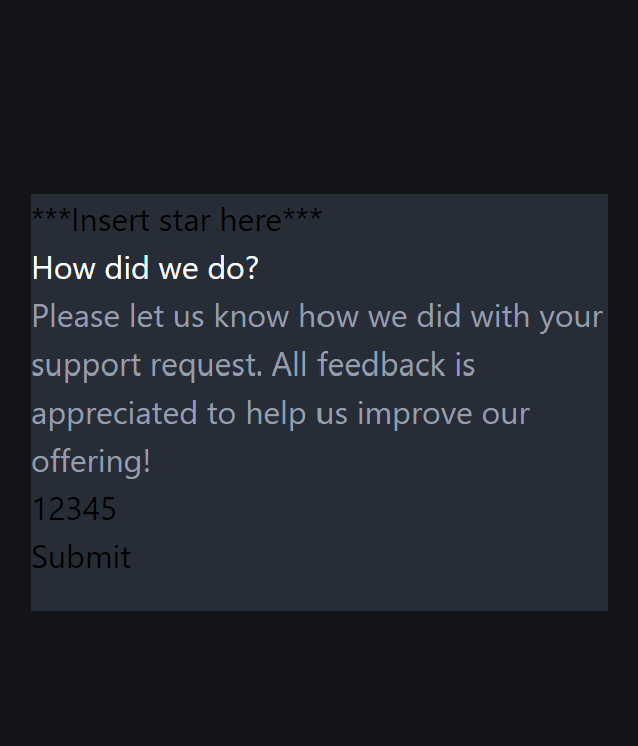 ***Insert star here***
How did we do?
Please let us know how we did with your
support request. All feedback is
appreciated to help us improve our
offering!
12345
Submit